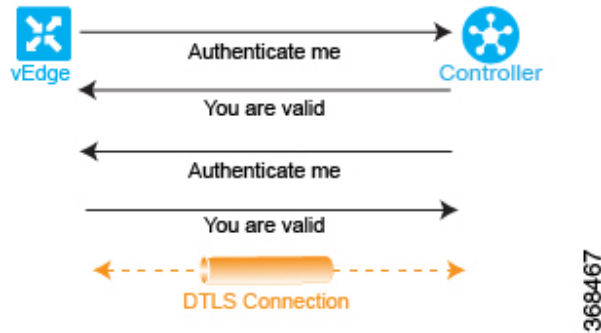 Authenticate me
vEdge
Controller
You are valid
Authenticate me
You are valid
DTLS Connection
368467